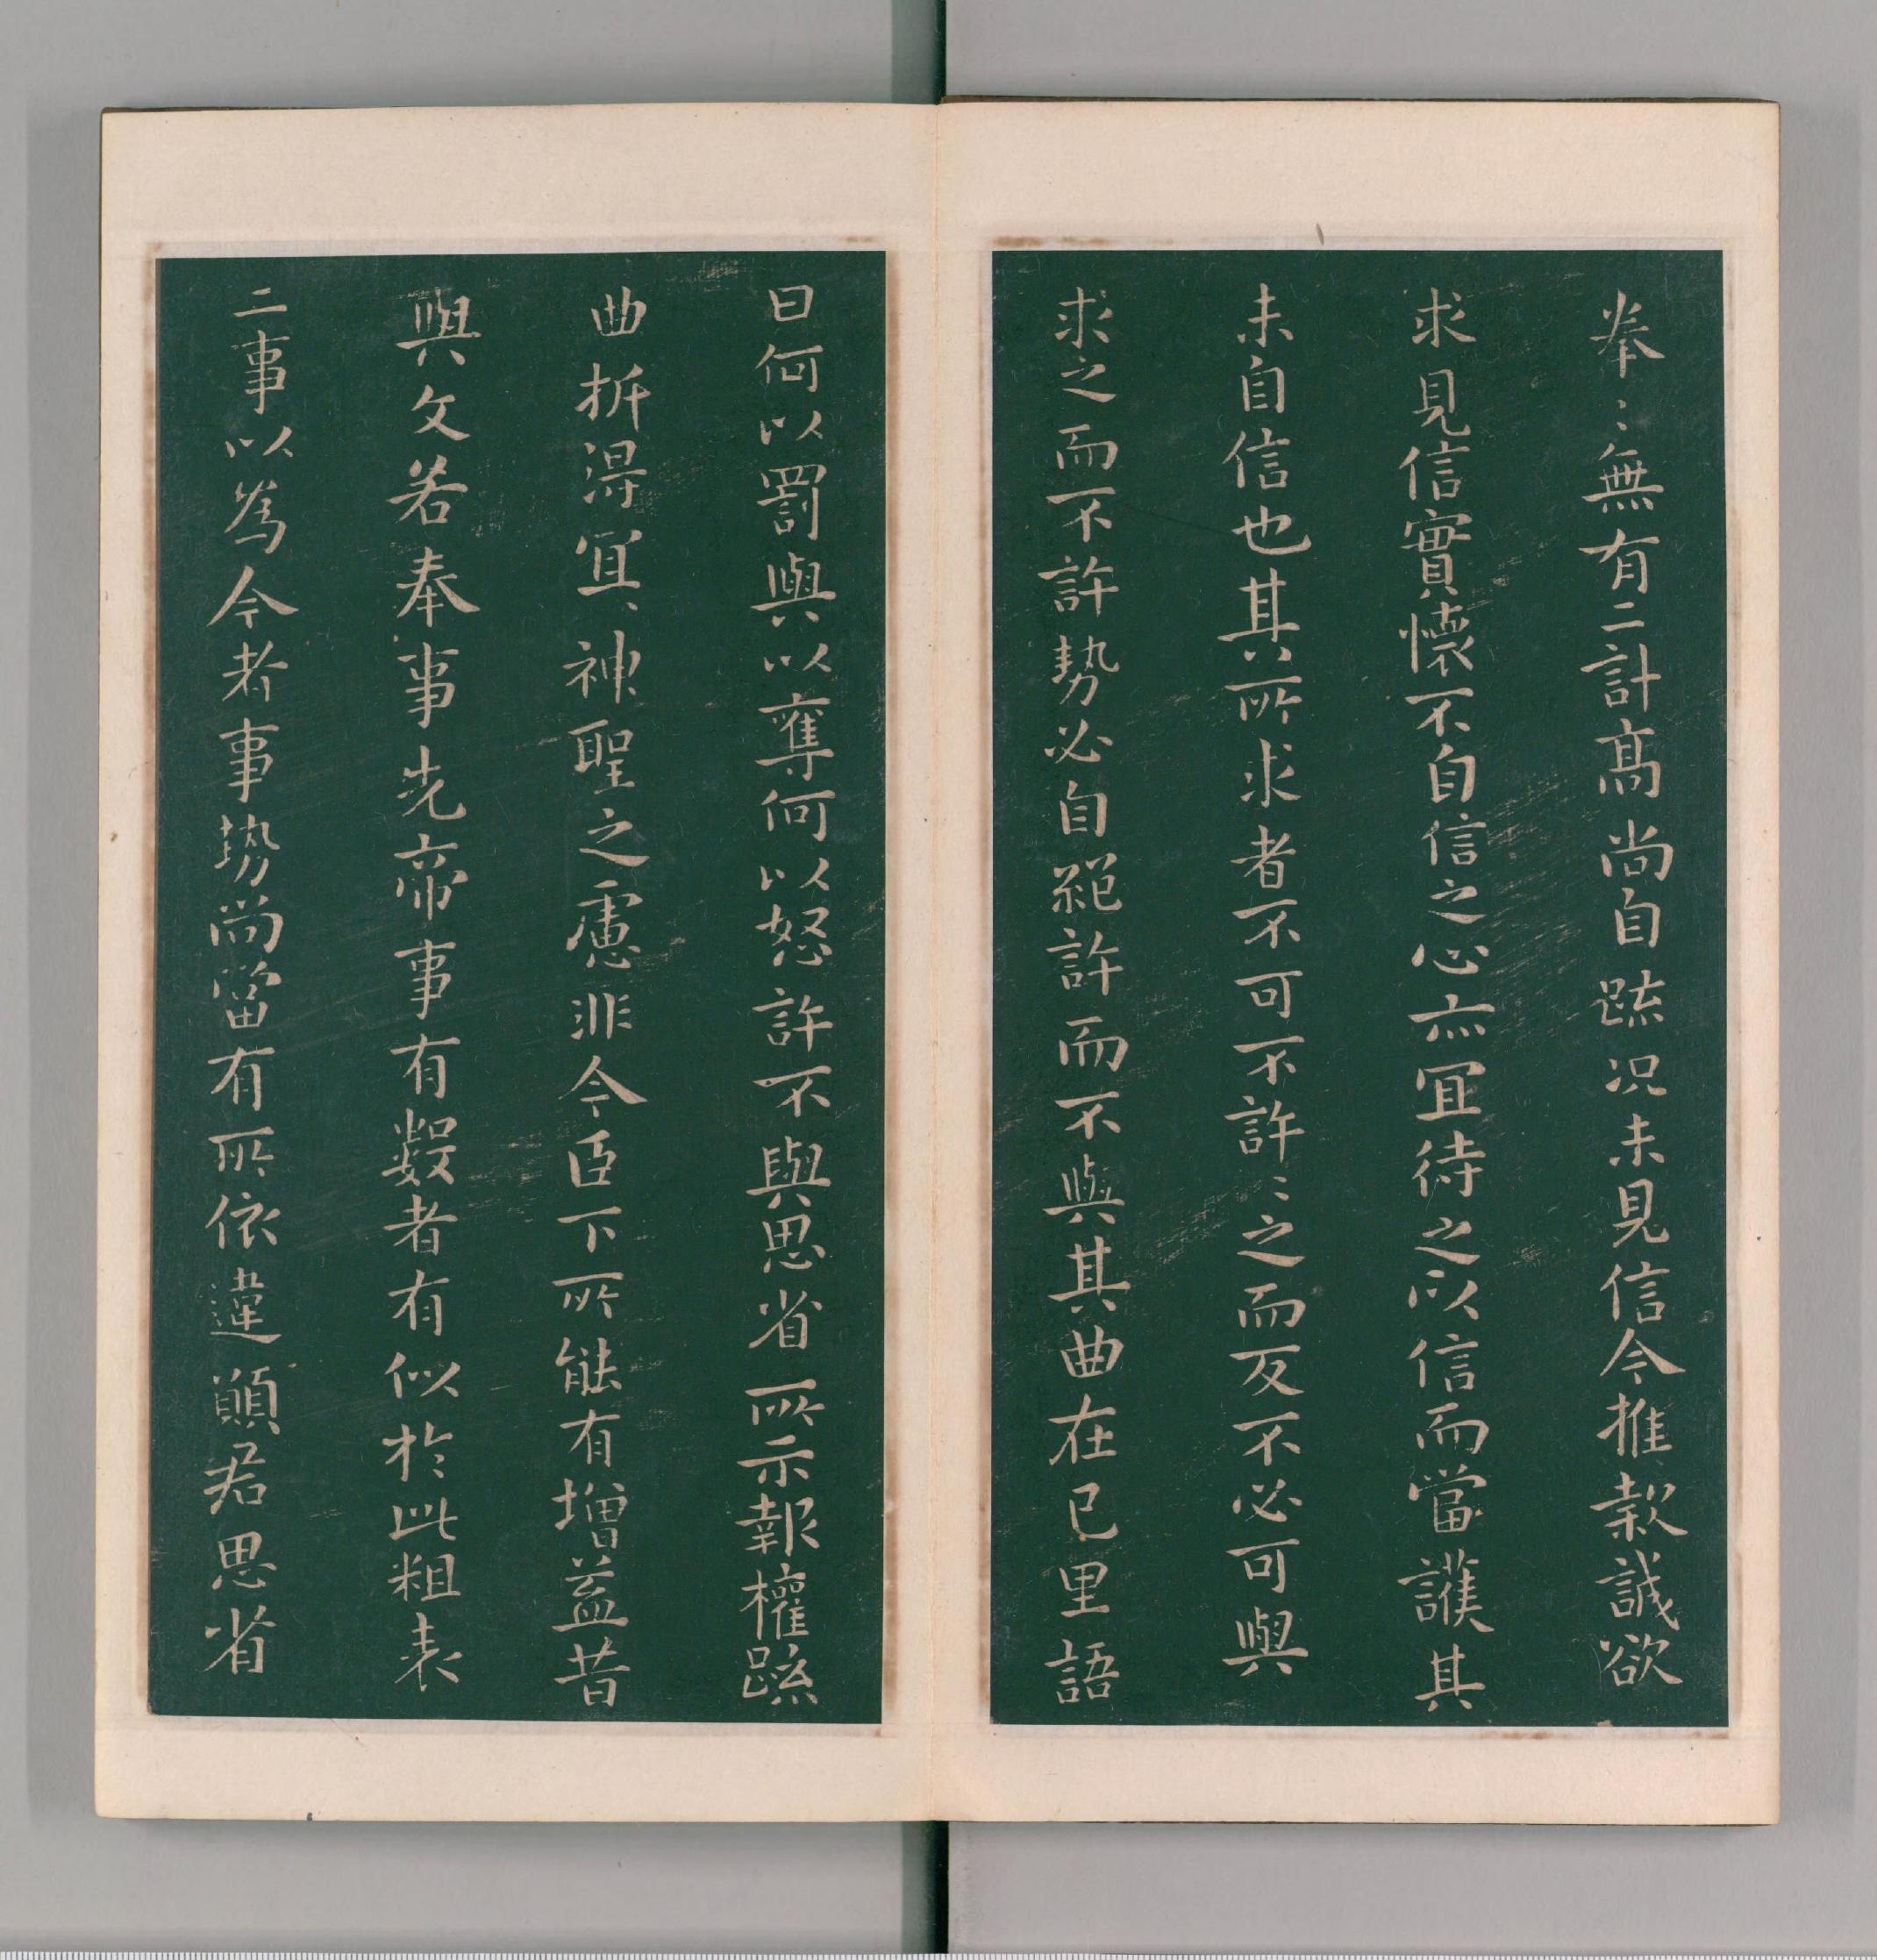 拳〻無有二計高尚自疏况未見信今推款誠欲
求見信實懷不自信之心亦宜待之以信而當護其
未自信也其所求者不可不許〻之而反不必可與
求之而不許勢必自絕許而不與其曲在己里語
曰何以罰與以奪何以怒許不與思省所示報權疏
曲折得宜宜神聖之慮非今臣下所能有增益昔
與文若奉事先帝事有數者有似於此粗表
二事以為今者事勢尚當有所依違願君思省